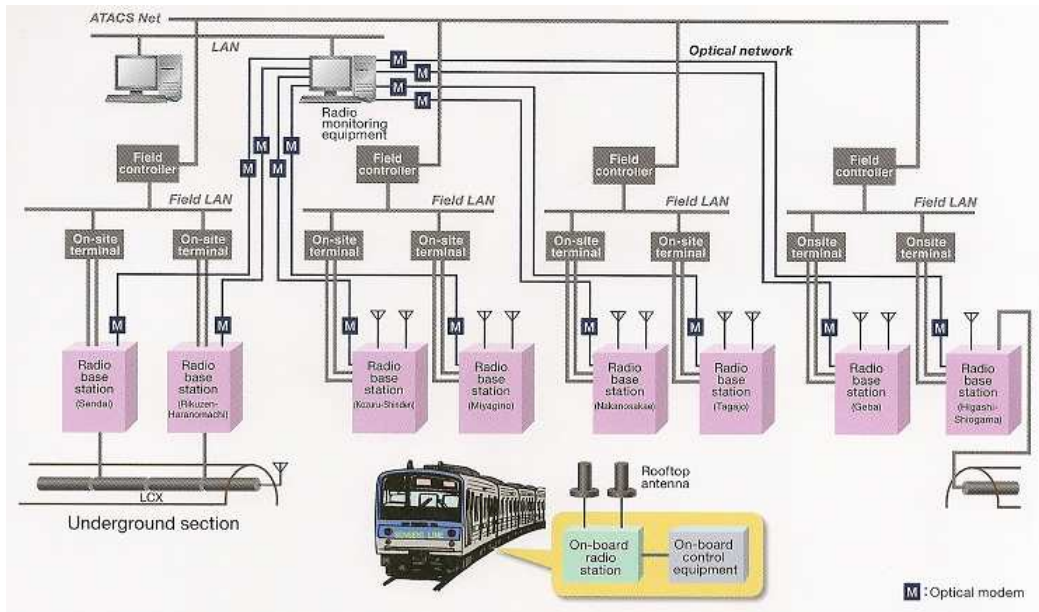 ATACS Net
LAN
Optical network
M
M
M
M
Radio
monitoring
equipment
M
M
M
M
Field
controller
Field
controller
Field
controller
Field
controller
Field LAN
Field LAN
Field LAN
Field LAN
On-site
terminal
On-site
terminal
On-site
terminal
On-site
terminal
On-site
terminal
On-site
terminal
Onsite
terminal
Onsite
terminal
M
M
M
M
M
M
M
M
Radio
base
station
(Sendai)
Radio
base
station
(Rikuzen-
Haranomachi)
Radio
base
station
(Kozuru-Shinden)
Radio
base
station
(Miyagino)
Radio
base
station
(Nakanosakae)
Radio
base
station
(Tagajo)
Radio
base
station
(Geba)
Radio
base
station
(Higashi-
Shiogama)
LCX
Underground section
SENSEKI LINE
Rooftop
antenna
On-board
radio
station
On-board
control
equipment
M :Optical modem